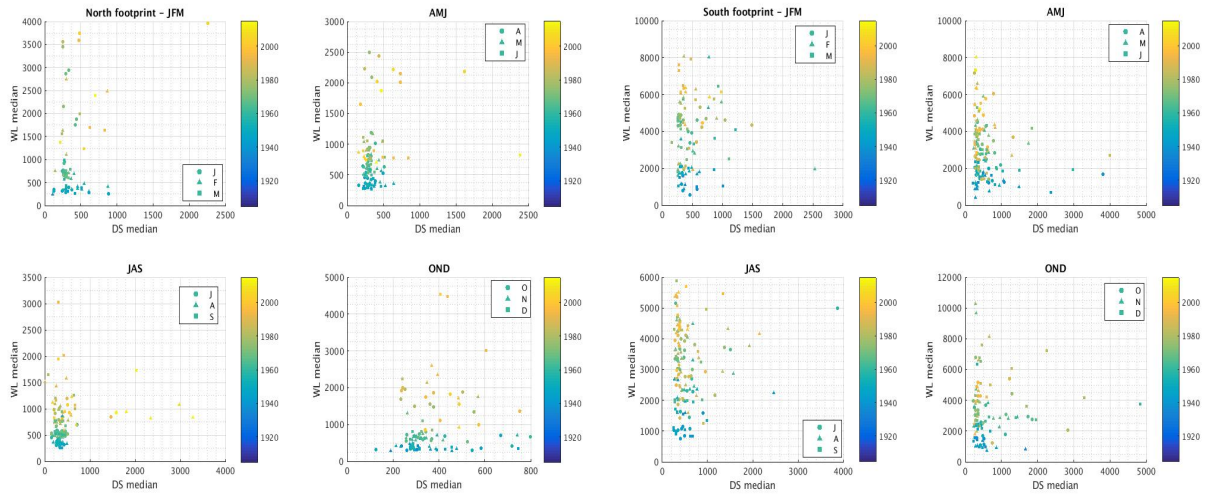 North footprint – JFM
4000
3500
3000
2500
2000
1500
1000
500
0
WL median
0 500 1000 1500 2000 2500
DS median
J
F
M
2000
1980
1960
1940
1920
AMJ
3000
2500
2000
1500
1000
500
0
WL median
0 500 1000 1500 2000 2500
DS median
A
M
J
2000
1980
1960
1940
1920
South footprint – JFM
10000
8000
6000
4000
2000
0
WL median
0 500 1000 1500 2000 2500 3000
DS median
J
F
M
2000
1980
1960
1940
1920
AMJ
10000
8000
6000
4000
2000
0
WL median
0 1000 2000 3000 4000 5000
DS median
A
M
J
2000
1980
1960
1940
1920
JAS
3500
3000
2500
2000
1500
1000
500
0
WL median
0 1000 2000 3000 4000
DS median
J
A
S
2000
1980
1960
1940
1920
OND
5000
4000
3000
2000
1000
0
WL median
0 200 400 600 800
DS median
O
N
D
2000
1980
1960
1940
1920
JAS
6000
5000
4000
3000
2000
1000
0
WL median
0 1000 2000 3000 4000
DS median
J
A
S
2000
1980
1960
1940
1920
OND
12000
10000
8000
6000
4000
2000
0
WL median
0 1000 2000 3000 4000 5000
DS median
O
N
D
2000
1980
1960
1940
1920